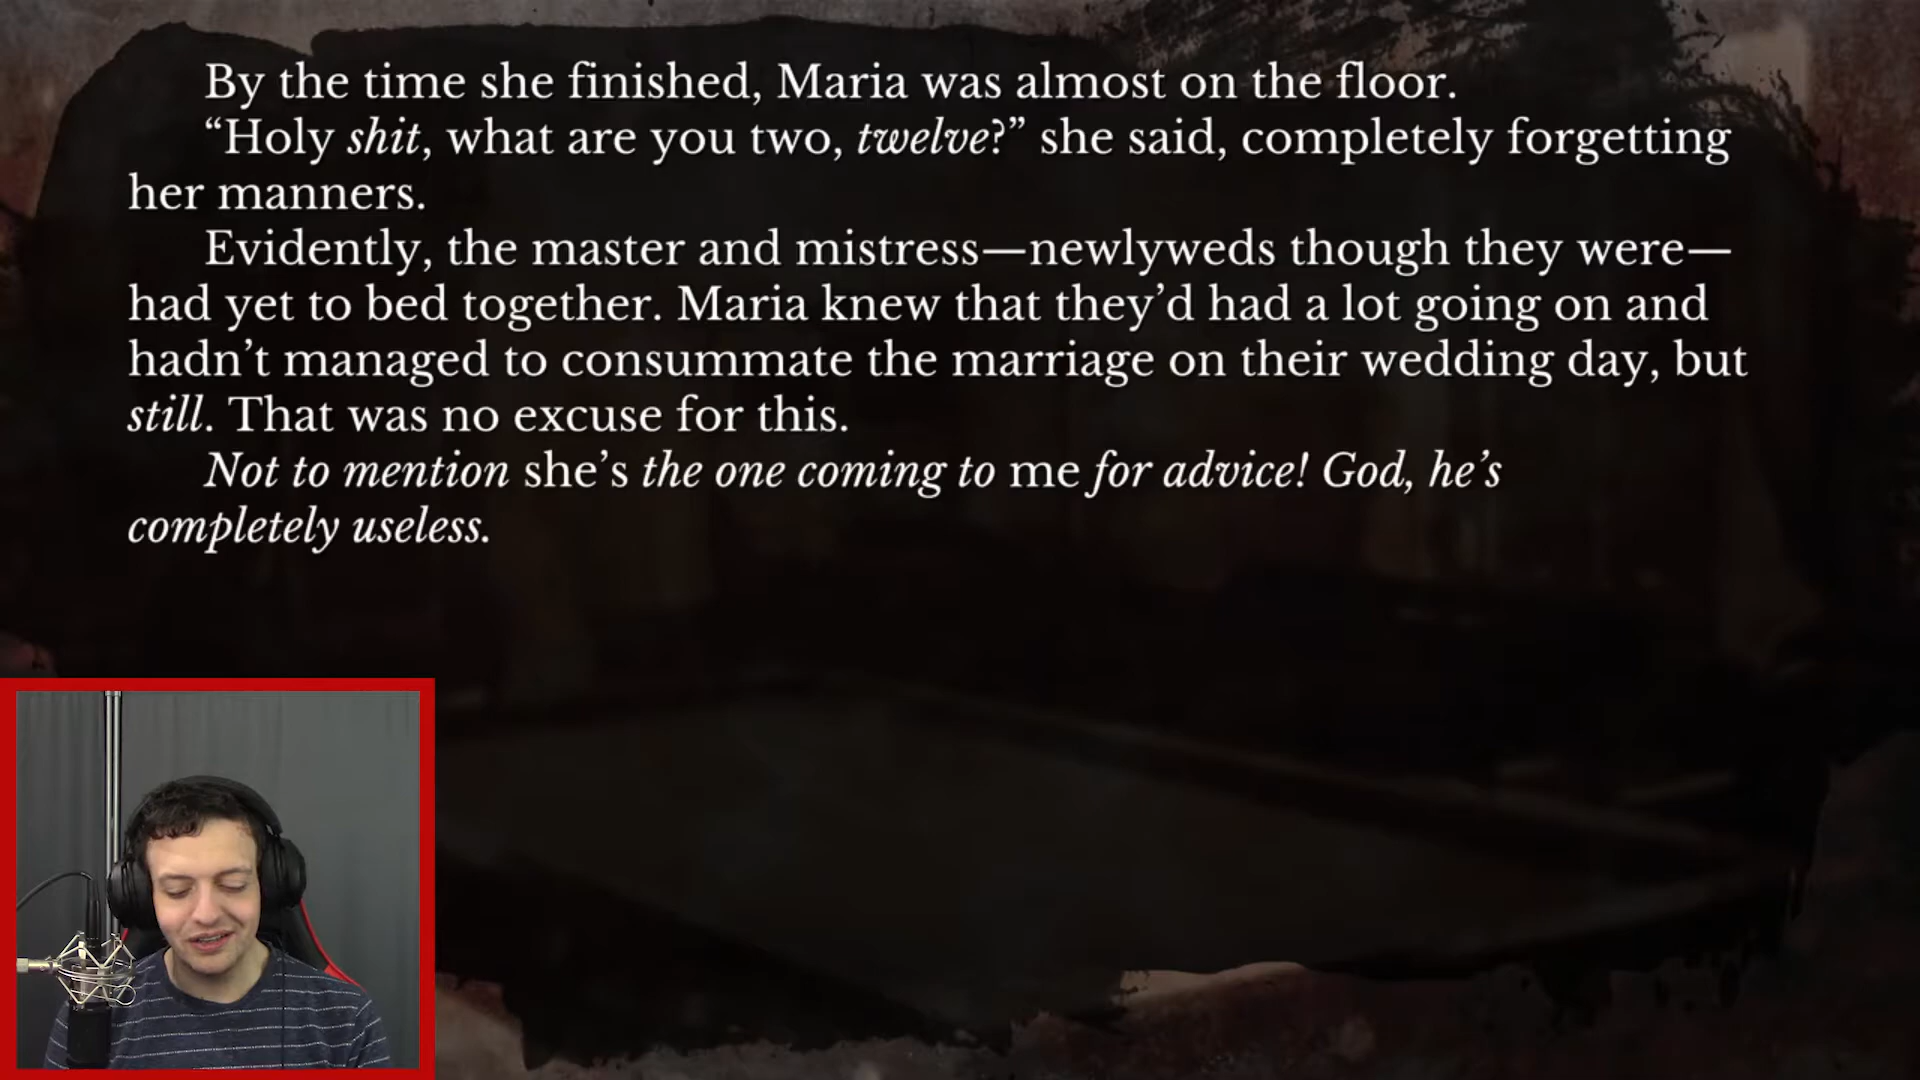 By the time she finished, Maria was almost on the floor.
“Holy shit, what are you two, twelve?” she said, completely forgetting
her manners.
Evidently, the master and mistress—newlyweds though they were—
had yet to bed together. Maria knew that they’d had a lot going on and
hadn’t managed to consummate the marriage on their wedding day, but
still. That was no excuse for this.
Not to mention she’s the one coming to me for advice! God, he’s
completely useless.